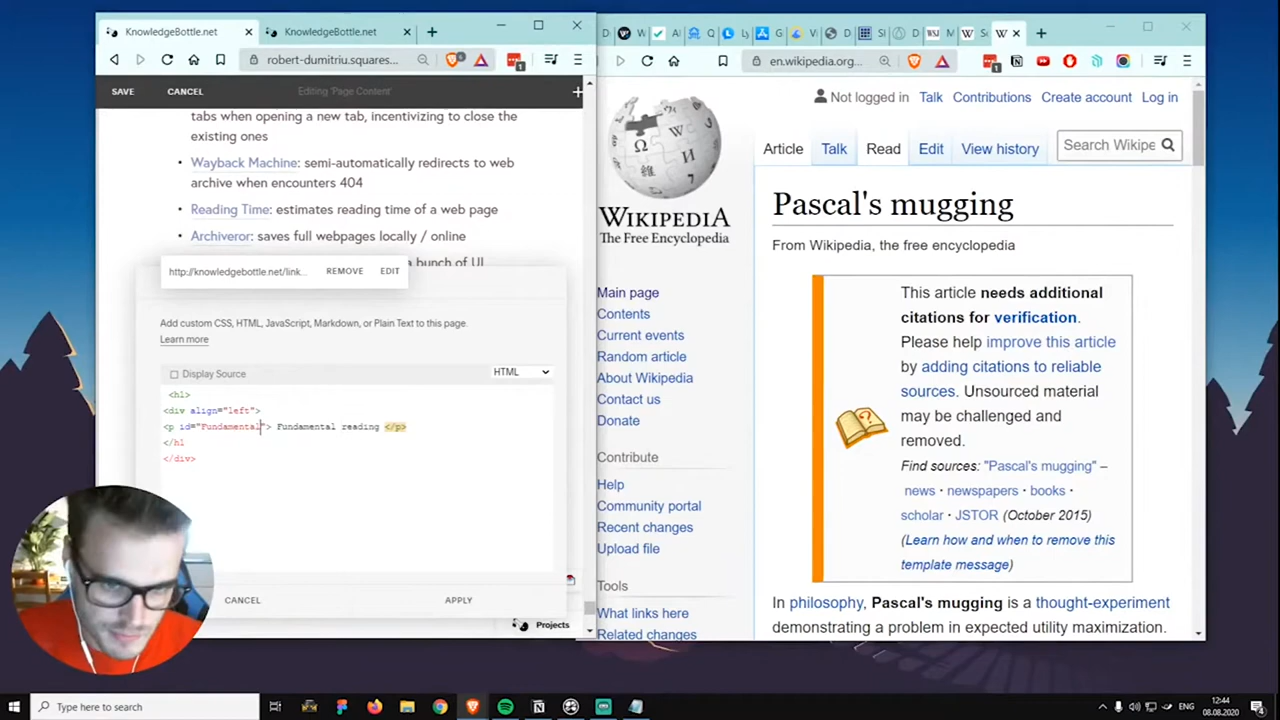 KnowledgeBottle.net
KnowledgeBottle.net
robert-dumitriu.squares...
SAVE
CANCEL
Editing 'Page Content'
tabs when opening a new tab, incentivizing to close the
existing ones
Wayback Machine: semi-automatically redirects to web
archive when encounters 404
Reading Time: estimates reading time of a web page
Archiveror: saves full webpages locally / online
a bunch of UI
http://knowledgebottle.net/link...
REMOVE
EDIT
Add custom CSS, HTML, JavaScript, Markdown, or Plain Text to this page.
Learn more
Display Source
HTML
<h1>
<div align="left">
<p id="Fundamental"> Fundamental reading </p>
</h1
</div>
CANCEL
APPLY
Projects
en.wikipedia.org...
WIKIPEDIA
The Free Encyclopedia
Main page
Contents
Current events
Random article
About Wikipedia
Contact us
Donate
Contribute
Help
Community portal
Recent changes
Upload file
Tools
What links here
Related changes
Not logged in
Talk
Contributions
Create account
Log in
Article
Talk
Read
Edit
View history
Search Wikipe
Pascal's mugging
From Wikipedia, the free encyclopedia
This article needs additional
citations for verification.
Please help improve this article
by adding citations to reliable
sources. Unsourced material
may be challenged and
removed.
Find sources: "Pascal's mugging" –
news · newspapers · books ·
scholar · JSTOR (October 2015)
(Learn how and when to remove this
template message)
In philosophy, Pascal's mugging is a thought-experiment
demonstrating a problem in expected utility maximization.
Type here to search
ENG
12:44
08.08.2020